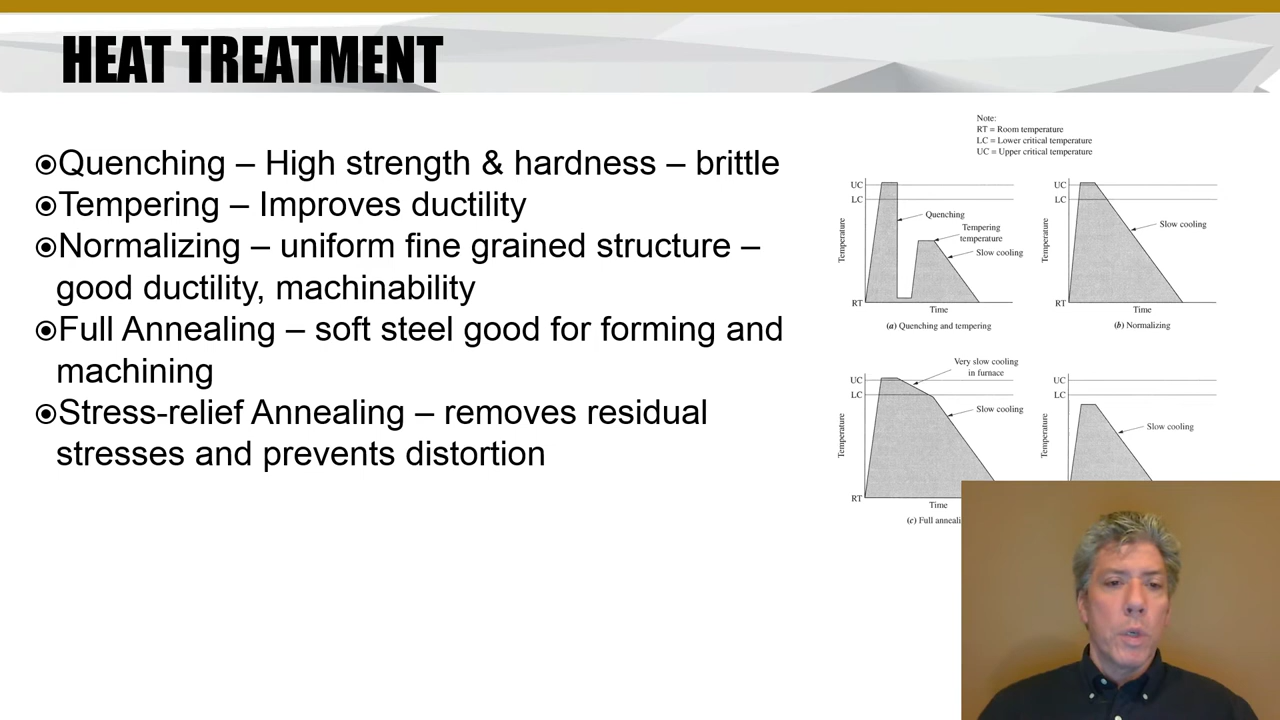 HEAT TREATMENT
Quenching – High strength & hardness – brittle
Tempering – Improves ductility
Normalizing – uniform fine grained structure –
good ductility, machinability
Full Annealing – soft steel good for forming and
machining
Stress-relief Annealing – removes residual
stresses and prevents distortion
Note:
RT = Room temperature
LC = Lower critical temperature
UC = Upper critical temperature
UC
LC
Temperature
Quenching
Tempering
temperature
Slow cooling
RT
Time
(a) Quenching and tempering
UC
LC
Temperature
Slow cooling
RT
Time
(b) Normalizing
UC
LC
Temperature
Very slow cooling
in furnace
Slow cooling
RT
Time
(c) Full anneali
UC
LC
Temperature
Slow cooling